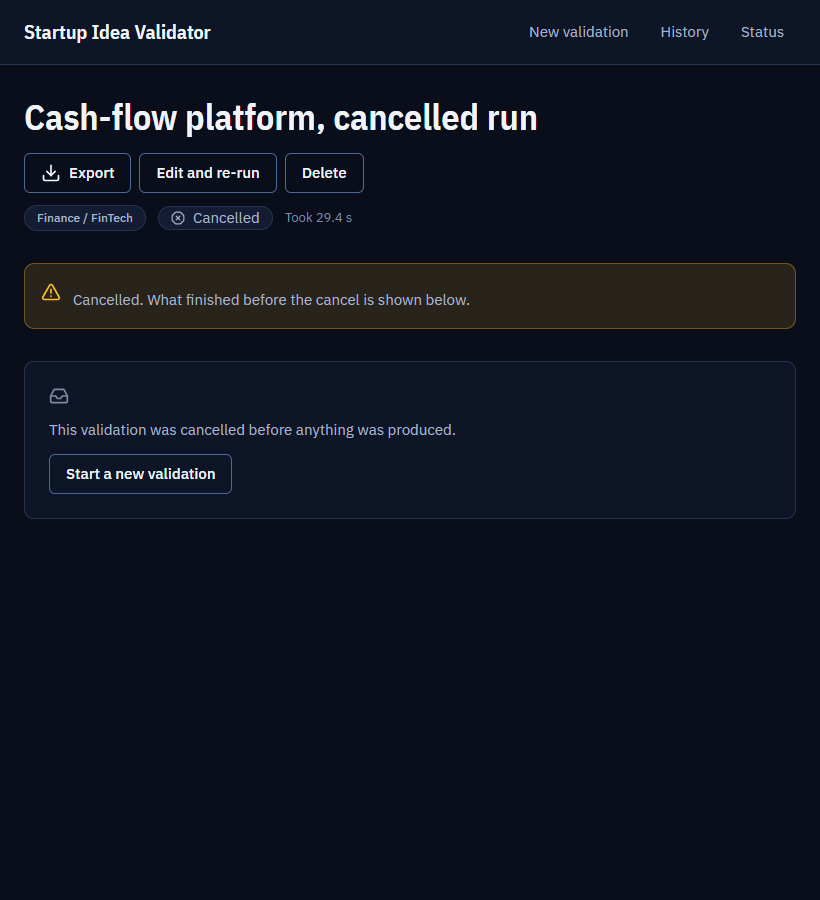 Startup Idea Validator
New validation
History
Status
Cash-flow platform, cancelled run
Export
Edit and re-run
Delete
Finance / FinTech
Cancelled
Took 29.4 s
Cancelled. What finished before the cancel is shown below.
This validation was cancelled before anything was produced.
Start a new validation